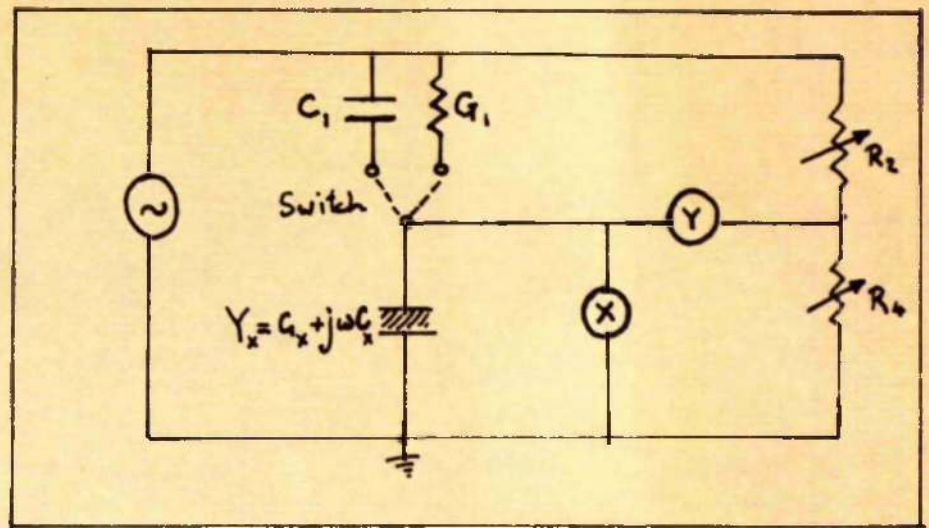 C₁
G₁
R₂
Switch
Y
Yₓ = Gₓ + jωCₓ
X
R₄